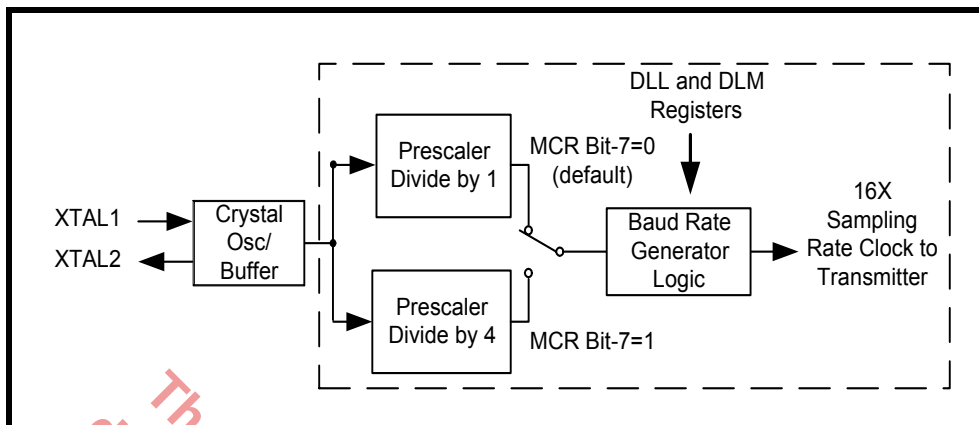 DLL and DLM
Registers
Prescaler
Divide by 1
MCR Bit-7=0
(default)
XTAL1
XTAL2
Crystal
Osc/
Buffer
Baud Rate
Generator
Logic
16X
Sampling
Rate Clock to
Transmitter
Prescaler
Divide by 4
MCR Bit-7=1
Th